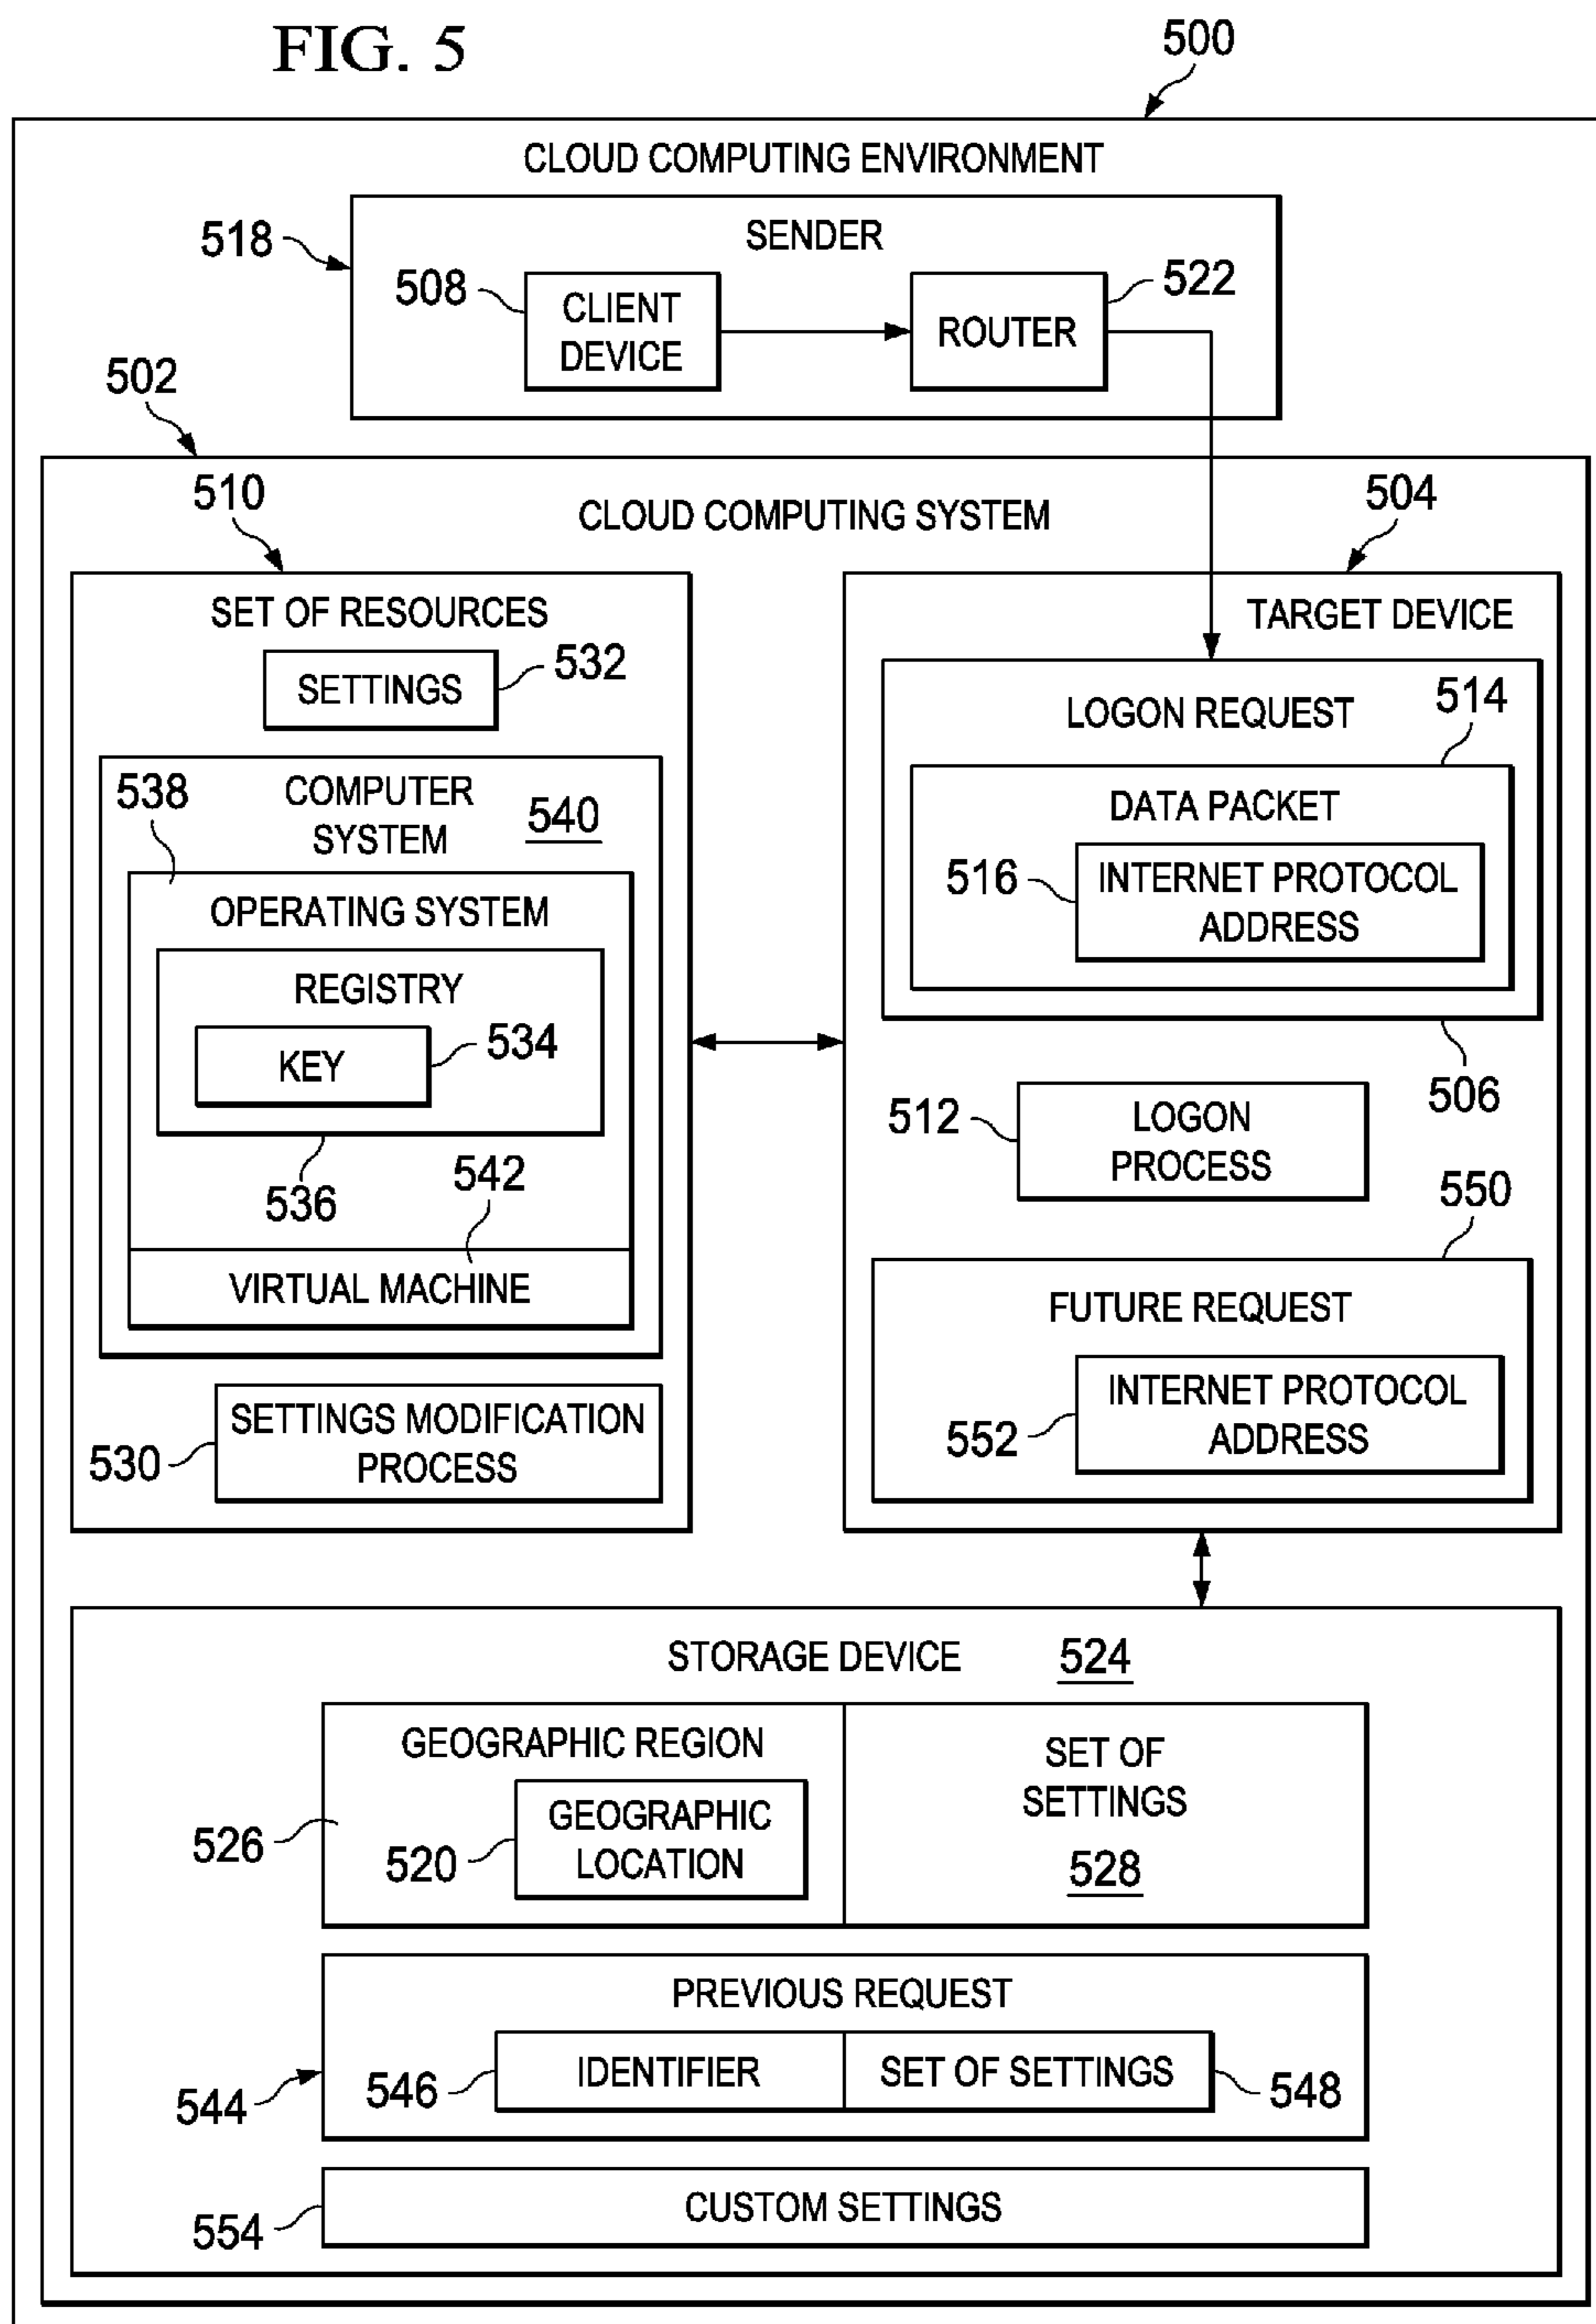 FIG. 5
500
CLOUD COMPUTING ENVIRONMENT
518
SENDER
508
CLIENT
DEVICE
ROUTER
522
502
510
CLOUD COMPUTING SYSTEM
504
SET OF RESOURCES
SETTINGS
532
538
COMPUTER
SYSTEM
540
OPERATING SYSTEM
REGISTRY
KEY
534
536
542
VIRTUAL MACHINE
530
SETTINGS MODIFICATION
PROCESS
TARGET DEVICE
LOGON REQUEST
514
DATA PACKET
516
INTERNET PROTOCOL
ADDRESS
506
512
LOGON
PROCESS
550
FUTURE REQUEST
552
INTERNET PROTOCOL
ADDRESS
STORAGE DEVICE
524
GEOGRAPHIC REGION
526
520
GEOGRAPHIC
LOCATION
SET OF
SETTINGS
528
PREVIOUS REQUEST
544
546
IDENTIFIER
SET OF SETTINGS
548
554
CUSTOM SETTINGS